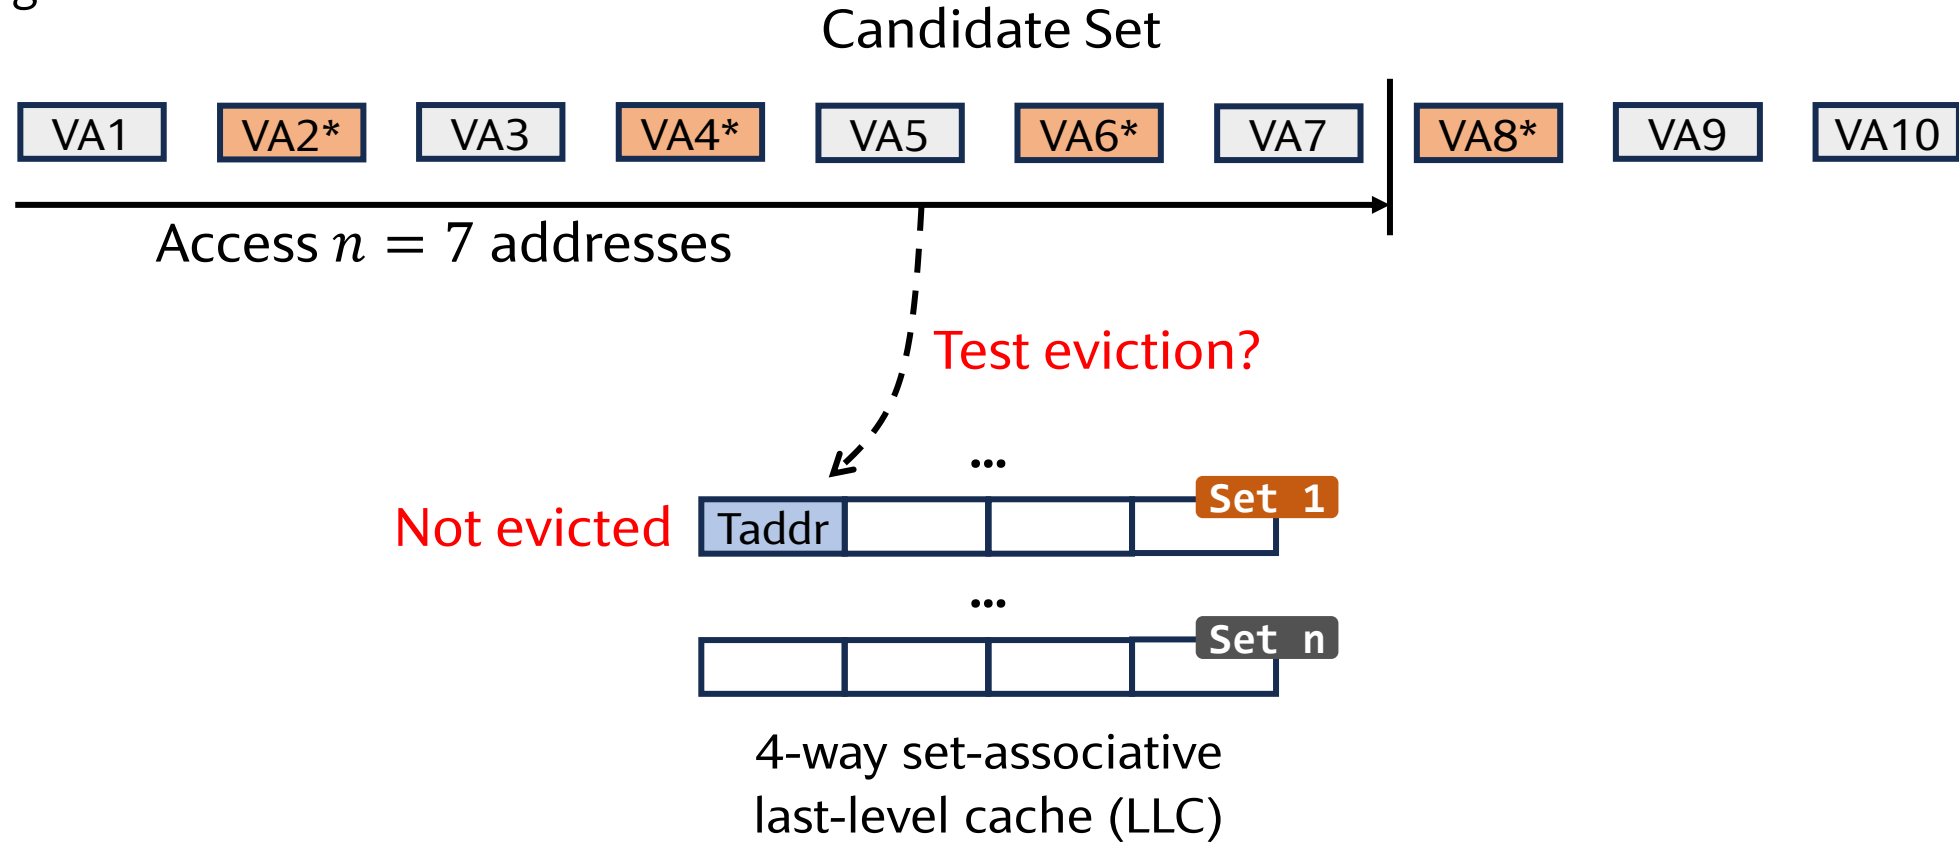 Candidate Set
VA1 VA2* VA3 VA4* VA5 VA6* VA7 VA8* VA9 VA10
Access n = 7 addresses
Test eviction?
...
Set 1
Not evicted Taddr
...
Set n
4-way set-associative
last-level cache (LLC)